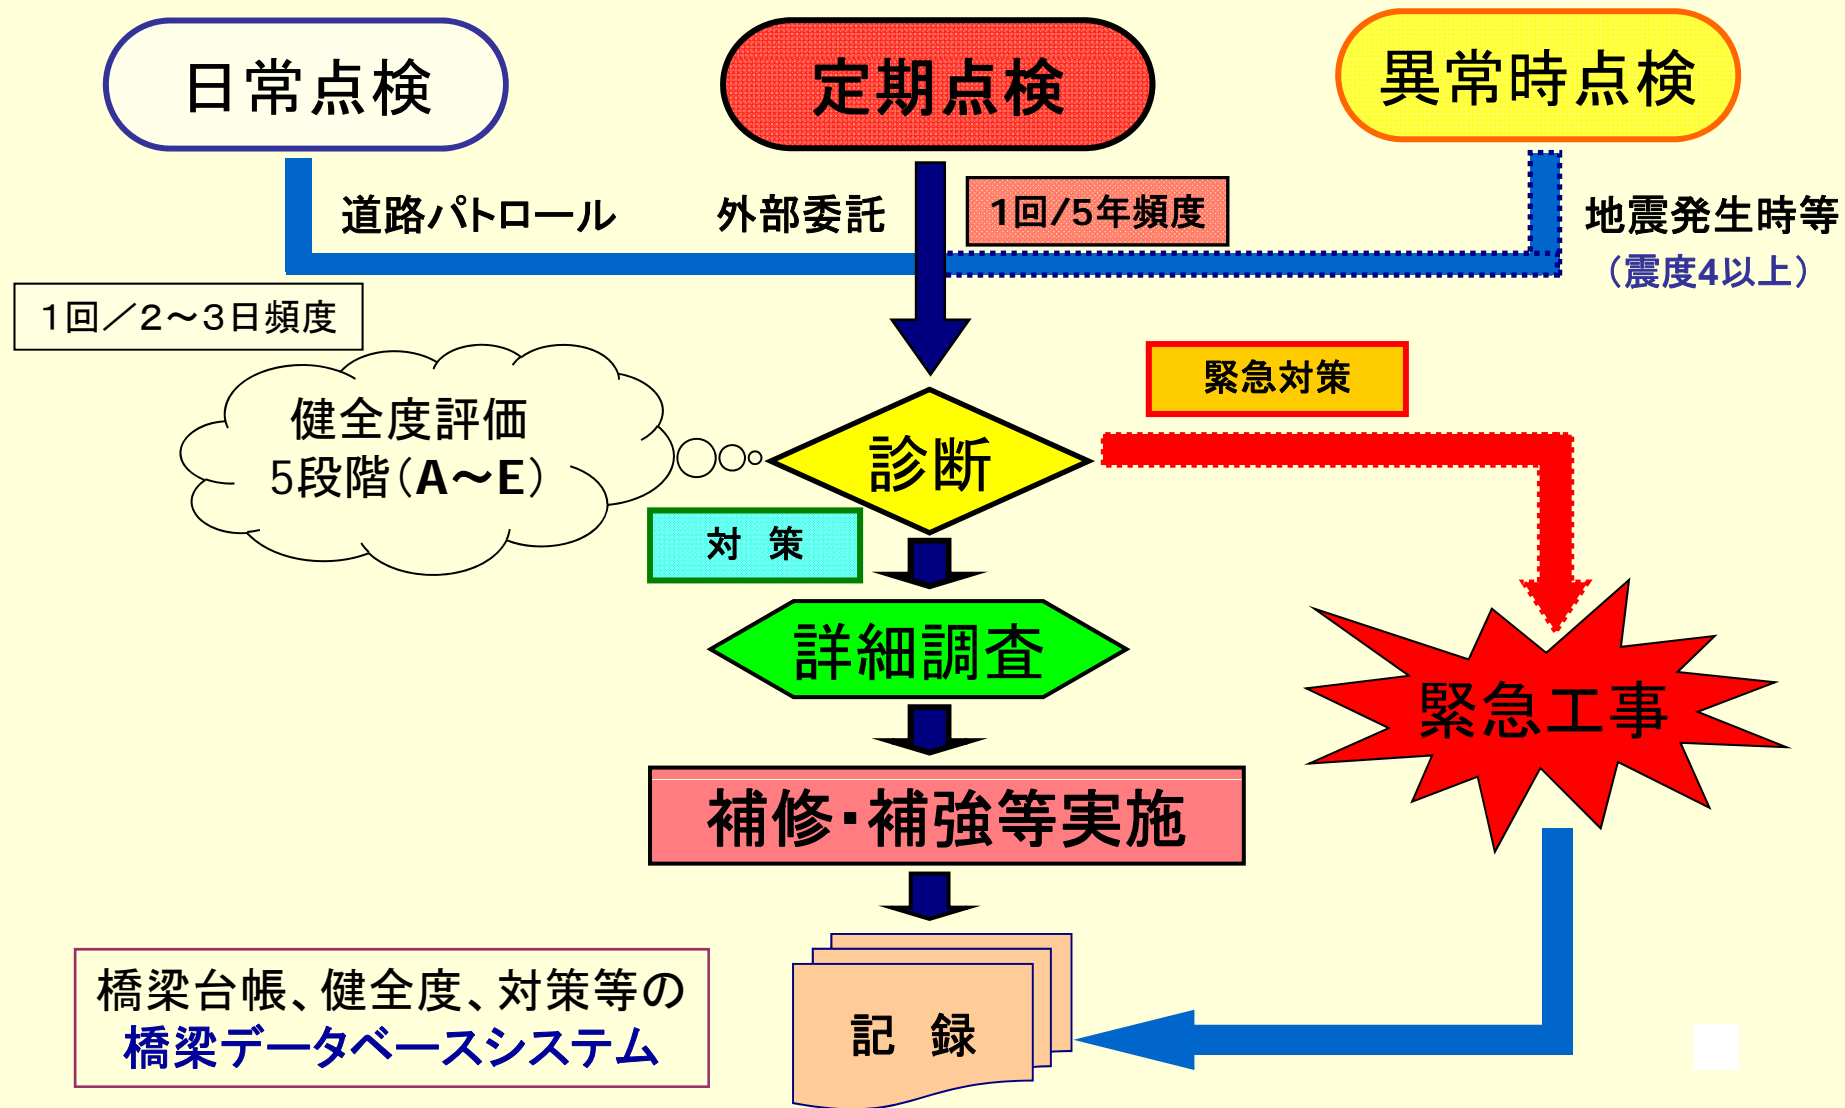 日常点検
定期点検
異常時点検
道路パトロール
外部委託
1回/5年頻度
地震発生時等
（震度4以上）
1回／2～3日頻度
緊急対策
健全度評価
5段階（A～E）
診断
対　策
詳細調査
緊急工事
補修・補強等実施
橋梁台帳、健全度、対策等の
橋梁データベースシステム
記　録